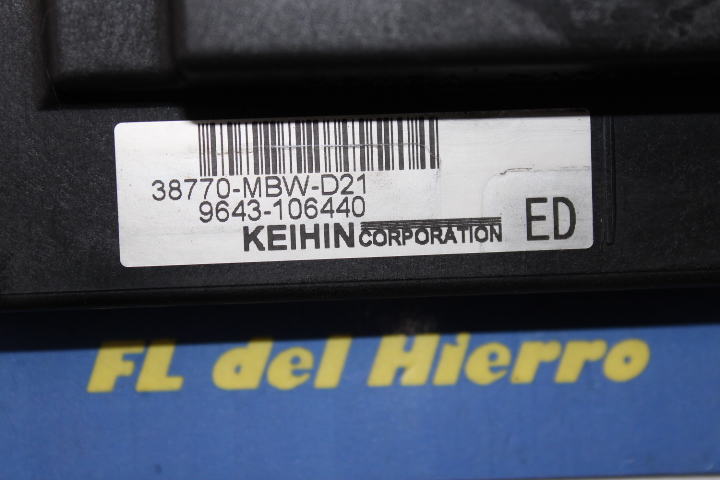 38770-MBW-D21
9643-106440
KEIHIN CORPORATION
ED
FL del Hierro